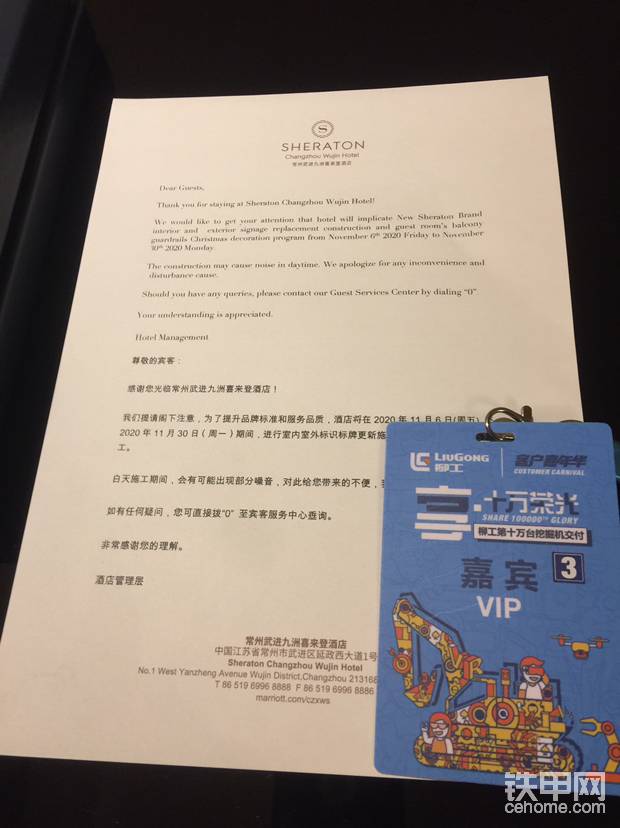 S
SHERATON
Changzhou Wujin Hotel
常州武进九洲喜来登酒店
Dear Guests,
Thank you for staying at Sheraton Changzhou Wujin Hotel!
We would like to get your attention that hotel will implicate New Sheraton Brand
interior and exterior signage replacement construction and guest room's balcony
guardrails Christmas decoration program from November 6th 2020 Friday to November
30th 2020 Monday.
The construction may cause noise in daytime. We apologize for any inconvenience and
disturbance cause.
Should you have any queries, please contact our Guest Services Center by dialing “0”
Your understanding is appreciated.
Hotel Management
尊敬的宾客：
感谢您光临常州武进九洲喜来登酒店！
我们提请阁下注意，为了提升品牌标准和服务品质，酒店将在 2020 年 11 月 6 日(周五)
2020 年 11 月 30 日（周一）期间，进行室内室外标识标牌更新施
工。
白天施工期间，会有可能出现部分噪音，对此给您带来的不便，
如有任何疑问，您可直接拨“0” 至宾客服务中心查询。
非常感谢您的理解。
酒店管理层
常州武进九洲喜来登酒店
中国江苏省常州市武进区延政西大道1号
Sheraton Changzhou Wujin Hotel
No.1 West Yanzheng Avenue Wujin District,Changzhou 213168
T 86 519 6996 8888 F 86 519 6996 8886
marriott.com/czxws
LIUGONG
柳工
客户嘉年华
CUSTOMER CARNIVAL
享·十万荣光
SHARE 100000TH GLORY
柳工第十万台挖掘机交付
嘉宾 3
VIP
铁甲网
cehome.com